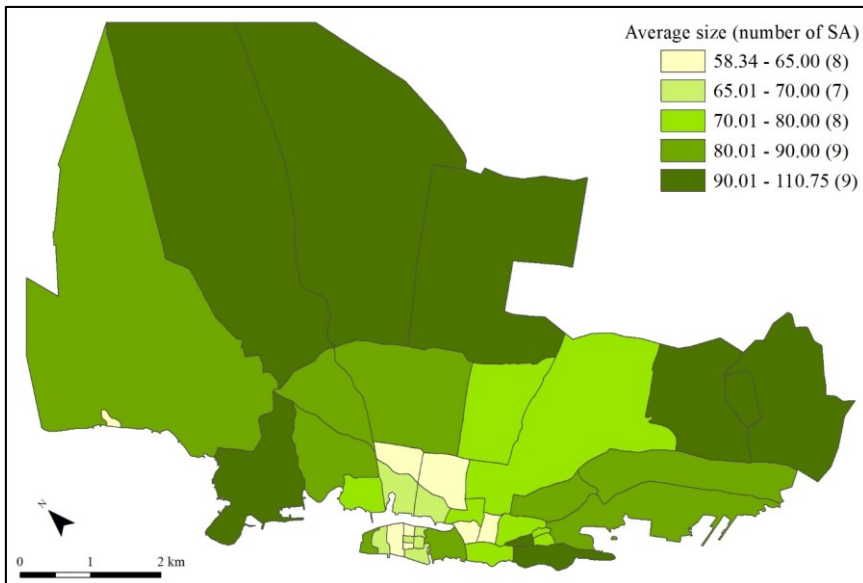 Average size (number of SA)
58.34 - 65.00 (8)
65.01 - 70.00 (7)
70.01 - 80.00 (8)
80.01 - 90.00 (9)
90.01 - 110.75 (9)
N
0 1 2 km